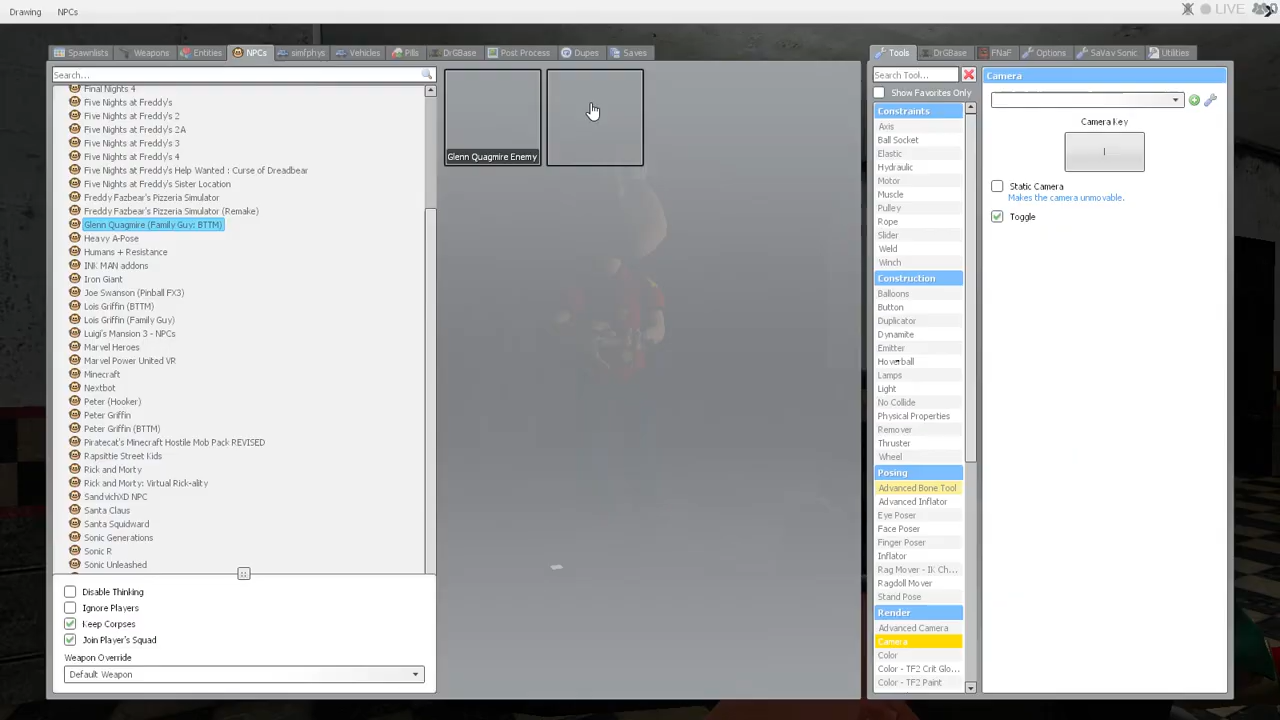 Drawing NPCs
LIVE
Spawnlists Weapons Entities NPCs simfphys Vehicles Pills DrGBase Post Process Dupes Saves
Search...
Final Nights 4
Five Nights at Freddy's
Five Nights at Freddy's 2
Five Nights at Freddy's 2A
Five Nights at Freddy's 3
Five Nights at Freddy's 4
Five Nights at Freddy's Help Wanted : Curse of Dreadbear
Five Nights at Freddy's Sister Location
Freddy Fazbear's Pizzeria Simulator
Freddy Fazbear's Pizzeria Simulator (Remake)
Glenn Quagmire (Family Guy: BTTM)
Heavy A-Pose
Humans + Resistance
INK MAN addons
Iron Giant
Joe Swanson (Pinball FX3)
Lois Griffin (BTTM)
Lois Griffin (Family Guy)
Luigi's Mansion 3 - NPCs
Marvel Heroes
Marvel Power United VR
Minecraft
Nextbot
Peter (Hooker)
Peter Griffin
Peter Griffin (BTTM)
Piratecat's Minecraft Hostile Mob Pack REVISED
Rapsittie Street Kids
Rick and Morty
Rick and Morty: Virtual Rick-ality
SandvichXD NPC
Santa Claus
Santa Squidward
Sonic Generations
Sonic R
Sonic Unleashed
Disable Thinking
Ignore Players
Keep Corpses
Join Player's Squad
Weapon Override
Default Weapon
Glenn Quagmire Enemy
Tools DrGBase FNaF Options SaVav Sonic Utilities
Search Tool...
Show Favorites Only
Constraints
Axis
Ball Socket
Elastic
Hydraulic
Motor
Muscle
Pulley
Rope
Slider
Weld
Winch
Construction
Balloons
Button
Duplicator
Dynamite
Emitter
Hoverball
Lamps
Light
No Collide
Physical Properties
Remover
Thruster
Wheel
Posing
Advanced Bone Tool
Advanced Inflator
Eye Poser
Face Poser
Finger Poser
Inflator
Rag Mover - IK Ch...
Ragdoll Mover
Stand Pose
Render
Advanced Camera
Camera
Color
Color - TF2 Crit Glo...
Color - TF2 Paint
Camera
Camera Key
Static Camera
Makes the camera unmovable.
Toggle